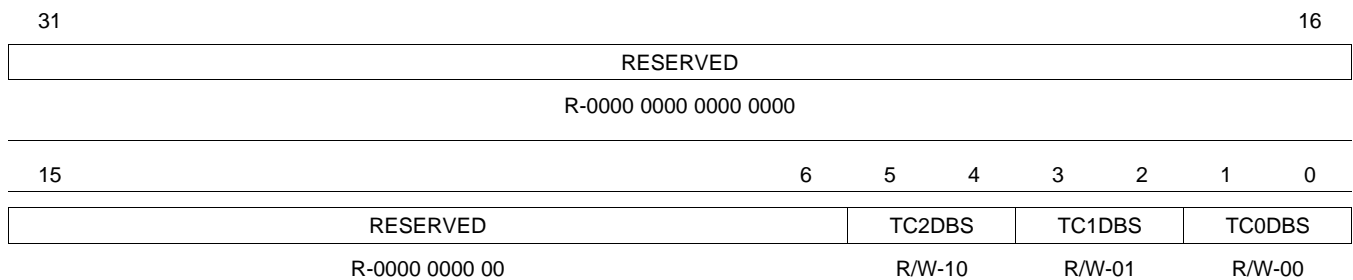 31 16
RESERVED
R-0000 0000 0000 0000
15 6 5 4 3 2 1 0
RESERVED TC2DBS TC1DBS TC0DBS
R-0000 0000 00 R/W-10 R/W-01 R/W-00